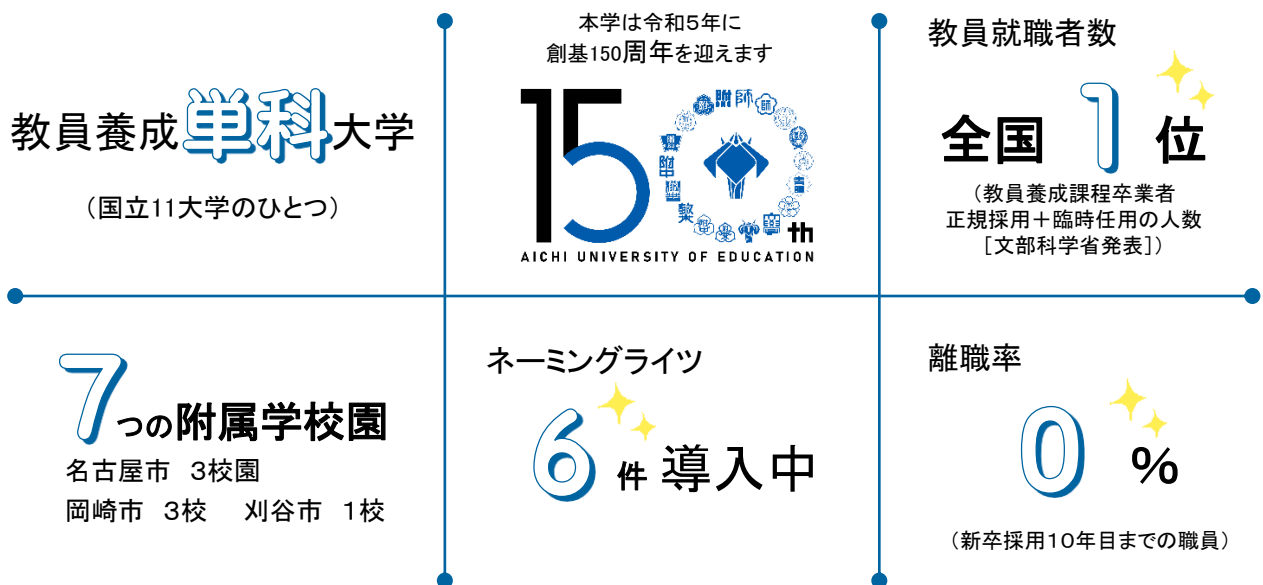 教員養成単科大学
（国立11大学のひとつ）
本学は令和５年に
創基150周年を迎えます
150th
AICHI UNIVERSITY OF EDUCATION
教員就職者数
全国 1 位
（教員養成課程卒業者
正規採用＋臨時任用の人数
［文部科学省発表］）
7つの附属学校園
名古屋市　３校園
岡崎市　３校　　刈谷市　１校
ネーミングライツ
6件導入中
離職率
0％
（新卒採用１０年目までの職員）